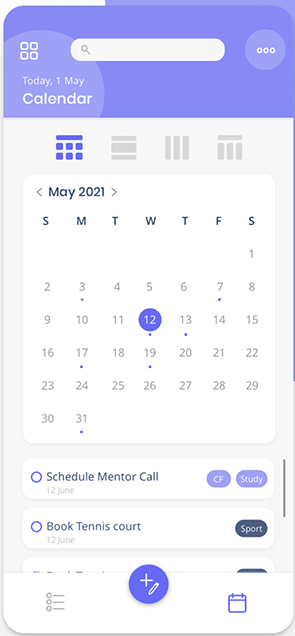 Today, 1 May
Calendar
May 2021
S M T W T F S
1
2 3 4 5 6 7 8
9 10 11 12 13 14 15
16 17 18 19 20 21 22
23 24 25 26 27 28 29
30 31
Schedule Mentor Call CF Study
12 June
Book Tennis court Sport
12 June